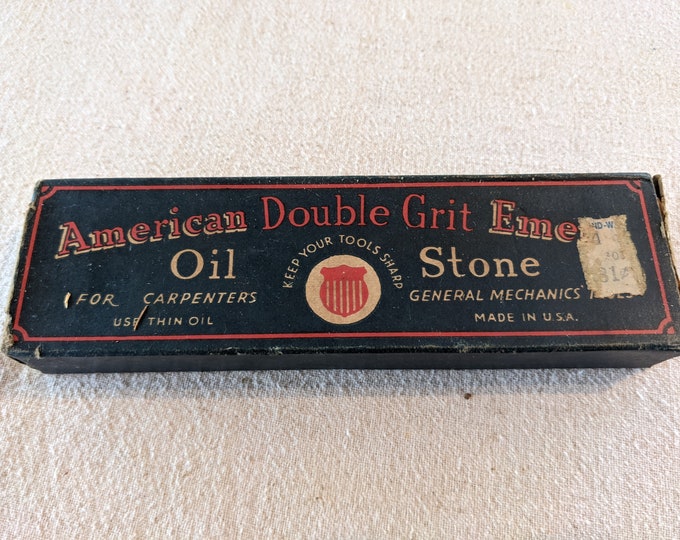 American Double Grit Eme
Oil Stone
KEEP YOUR TOOLS SHARP
FOR CARPENTERS GENERAL MECHANICS
USE THIN OIL MADE IN U.S.A.